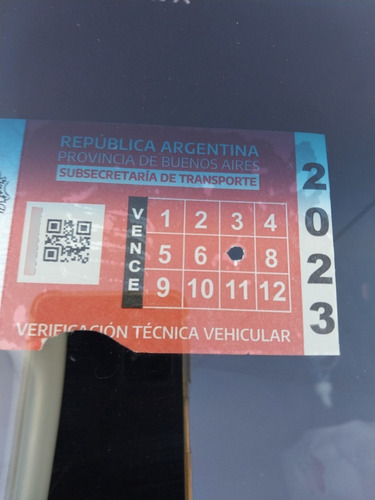 REPÚBLICA ARGENTINA
PROVINCIA DE BUENOS AIRES
SUBSECRETARÍA DE TRANSPORTE
VENCE
1 2 3 4
5 6 8
9 10 11 12
2023
VERIFICACIÓN TÉCNICA VEHICULAR